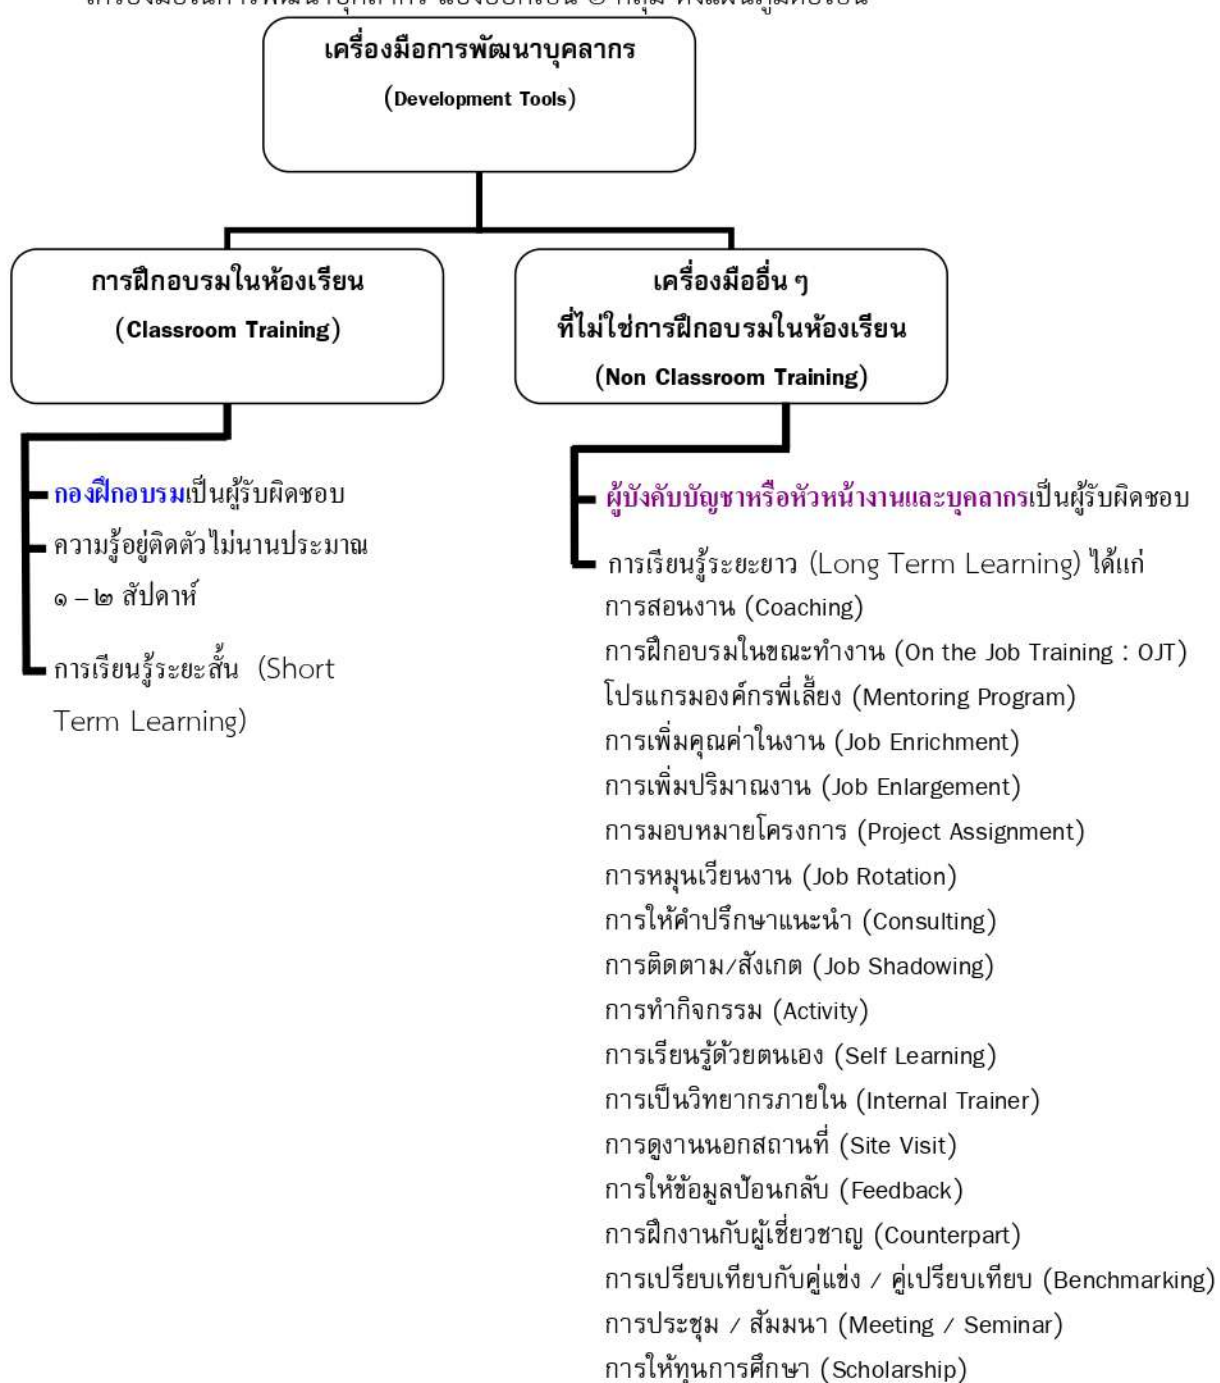 เครื่องมือการพัฒนาบุคลากร
(Development Tools)
การฝึกอบรมในห้องเรียน
(Classroom Training)
เครื่องมืออื่น ๆ
ที่ไม่ใช่การฝึกอบรมในห้องเรียน
(Non Classroom Training)
กองฝึกอบรมเป็นผู้รับผิดชอบ
ความรู้อยู่ติดตัวไม่นานประมาณ
๑ – ๒ สัปดาห์
การเรียนรู้ระยะสั้น (Short
Term Learning)
ผู้บังคับบัญชาหรือหัวหน้างานและบุคลากรเป็นผู้รับผิดชอบ
การเรียนรู้ระยะยาว (Long Term Learning) ได้แก่
การสอนงาน (Coaching)
การฝึกอบรมในขณะทำงาน (On the Job Training : OJT)
โปรแกรมองค์กรพี่เลี้ยง (Mentoring Program)
การเพิ่มคุณค่าในงาน (Job Enrichment)
การเพิ่มปริมาณงาน (Job Enlargement)
การมอบหมายโครงการ (Project Assignment)
การหมุนเวียนงาน (Job Rotation)
การให้คำปรึกษาแนะนำ (Consulting)
การติดตาม/สังเกต (Job Shadowing)
การทำกิจกรรม (Activity)
การเรียนรู้ด้วยตนเอง (Self Learning)
การเป็นวิทยากรภายใน (Internal Trainer)
การดูงานนอกสถานที่ (Site Visit)
การให้ข้อมูลป้อนกลับ (Feedback)
การฝึกงานกับผู้เชี่ยวชาญ (Counterpart)
การเปรียบเทียบกับคู่แข่ง / คู่เปรียบเทียบ (Benchmarking)
การประชุม / สัมมนา (Meeting / Seminar)
การให้ทุนการศึกษา (Scholarship)